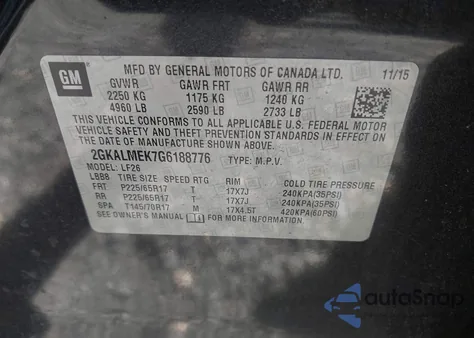 GM
MFD BY GENERAL MOTORS OF CANADA LTD. 11/15
GVWR GAWR FRT GAWR RR
2250 KG 1175 KG 1240 KG
4960 LB 2590 LB 2733 LB
THIS VEHICLE CONFORMS TO ALL APPLICABLE U.S. FEDERAL MOTOR
VEHICLE SAFETY AND THEFT PREVENTION STANDARDS IN EFFECT ON
THE DATE OF MANUFACTURE SHOWN ABOVE.
2GKALMEK7G6188776 TYPE: M.P.V.
MODEL: LF26
LBB8 TIRE SIZE SPEED RTG RIM COLD TIRE PRESSURE
FRT P225/65R17 T 17X7J 240KPA(35PSI)
RR P225/65R17 T 17X7J 240KPA(35PSI)
SPA T145/70R17 M 17X4.5T 420KPA(60PSI)
SEE OWNER'S MANUAL FOR MORE INFORMATION.
autoSnap